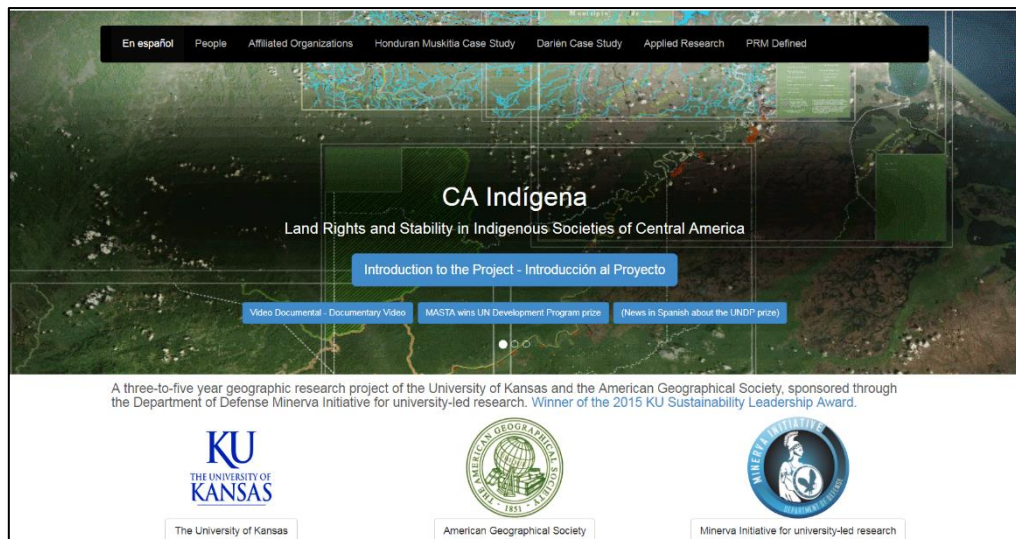 En español People Affiliated Organizations Honduran Muskitia Case Study Darién Case Study Applied Research PRM Defined
CA Indígena
Land Rights and Stability in Indigenous Societies of Central America
Introduction to the Project - Introducción al Proyecto
Video Documental - Documentary Video MASTA wins UN Development Program prize (News in Spanish about the UNDP prize)
A three-to-five year geographic research project of the University of Kansas and the American Geographical Society, sponsored through
the Department of Defense Minerva Initiative for university-led research. Winner of the 2015 KU Sustainability Leadership Award.
KU
THE UNIVERSITY OF
KANSAS
THE AMERICAN GEOGRAPHICAL SOCIETY
1851
MINERVA INITIATIVE
DEPARTMENT OF DEFENSE
The University of Kansas American Geographical Society Minerva Initiative for university-led research